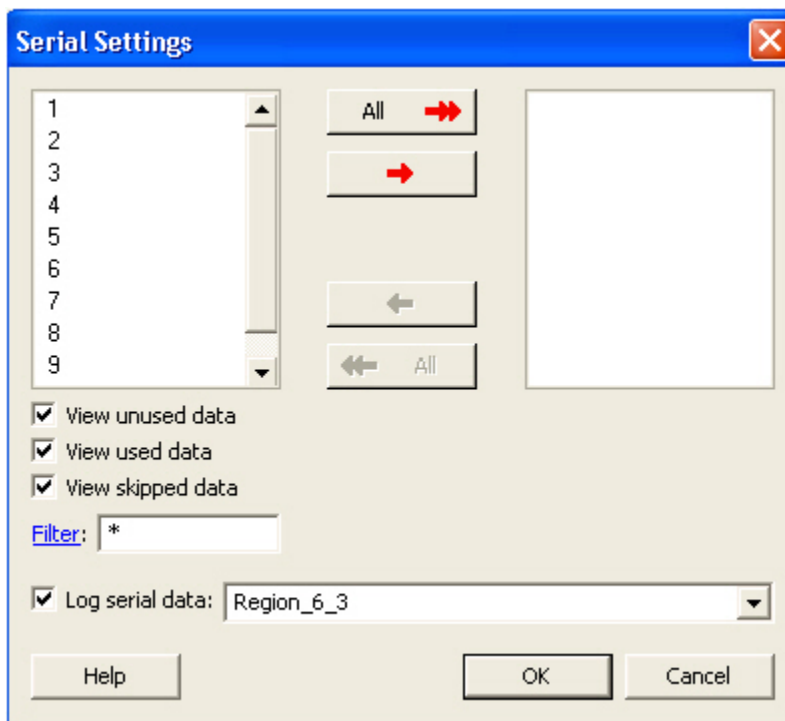 Serial Settings
1
2
3
4
5
6
7
8
9
All
All
View unused data
View used data
View skipped data
Filter: *
Log serial data: Region_6_3
Help
OK
Cancel